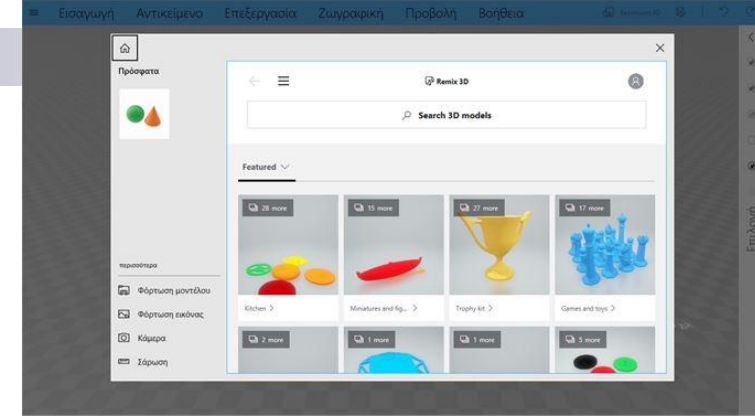 Εισαγωγή Αντικείμενο Επεξεργασία Ζωγραφική Προβολή Βοήθεια
Πρόσφατα
Remix 3D
Search 3D models
Featured
28 more
15 more
27 more
17 more
Kitchen >
Miniatures and fig... >
Trophy kit >
Games and toys >
2 more
1 more
1 more
5 more
περισσότερα
Φόρτωση μοντέλου
Φόρτωση εικόνας
Κάμερα
Σάρωση